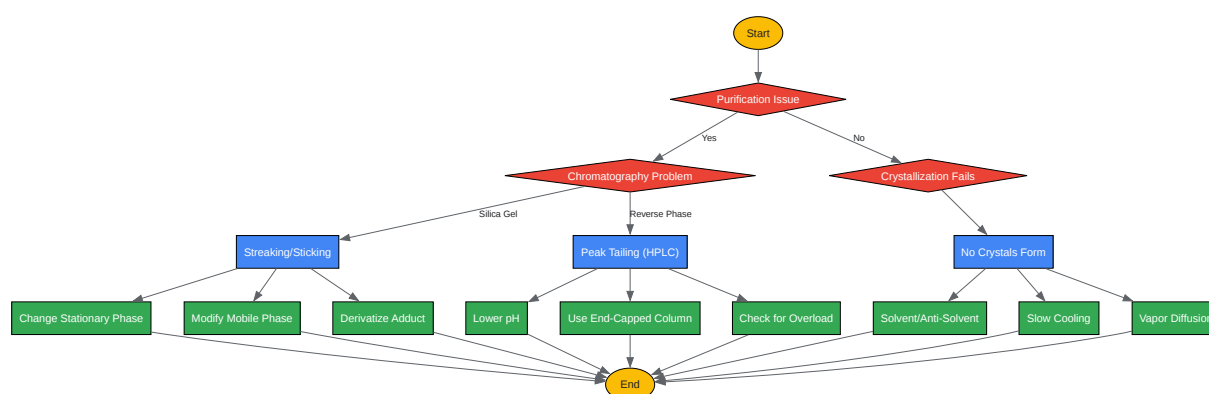 Start
Purification Issue
Yes
No
Chromatography Problem
Crystallization Fails
Silica Gel
Reverse Phase
Streaking/Sticking
Peak Tailing (HPLC)
No Crystals Form
Change Stationary Phase
Modify Mobile Phase
Derivatize Adduct
Lower pH
Use End-Capped Column
Check for Overload
Solvent/Anti-Solvent
Slow Cooling
Vapor Diffusion
End